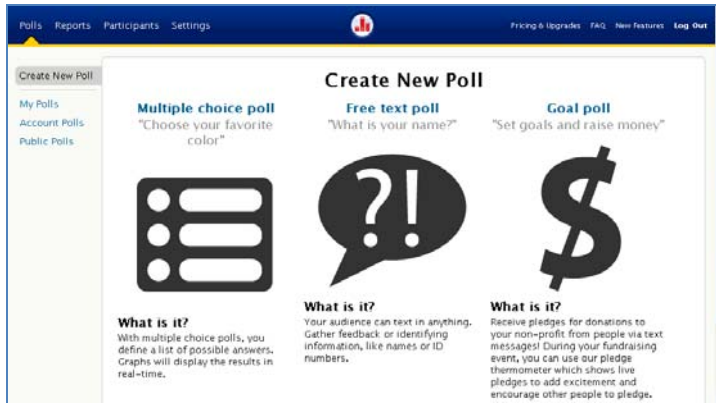 Polls Reports Participants Settings
Pricing & Upgrades FAQ New Features Log Out
Create New Poll
My Polls
Account Polls
Public Polls
Create New Poll
Multiple choice poll
"Choose your favorite
color"
Free text poll
"What is your name?"
Goal poll
"Set goals and raise money"
?!
$
What is it?
With multiple choice polls, you
define a list of possible answers.
Graphs will display the results in
real-time.
What is it?
Your audience can text in anything.
Gather feedback or identifying
information, like names or ID
numbers.
What is it?
Receive pledges for donations to
your non-profit from people via text
messages! During your fundraising
event, you can use our pledge
thermometer which shows live
pledges to add excitement and
encourage other people to pledge.